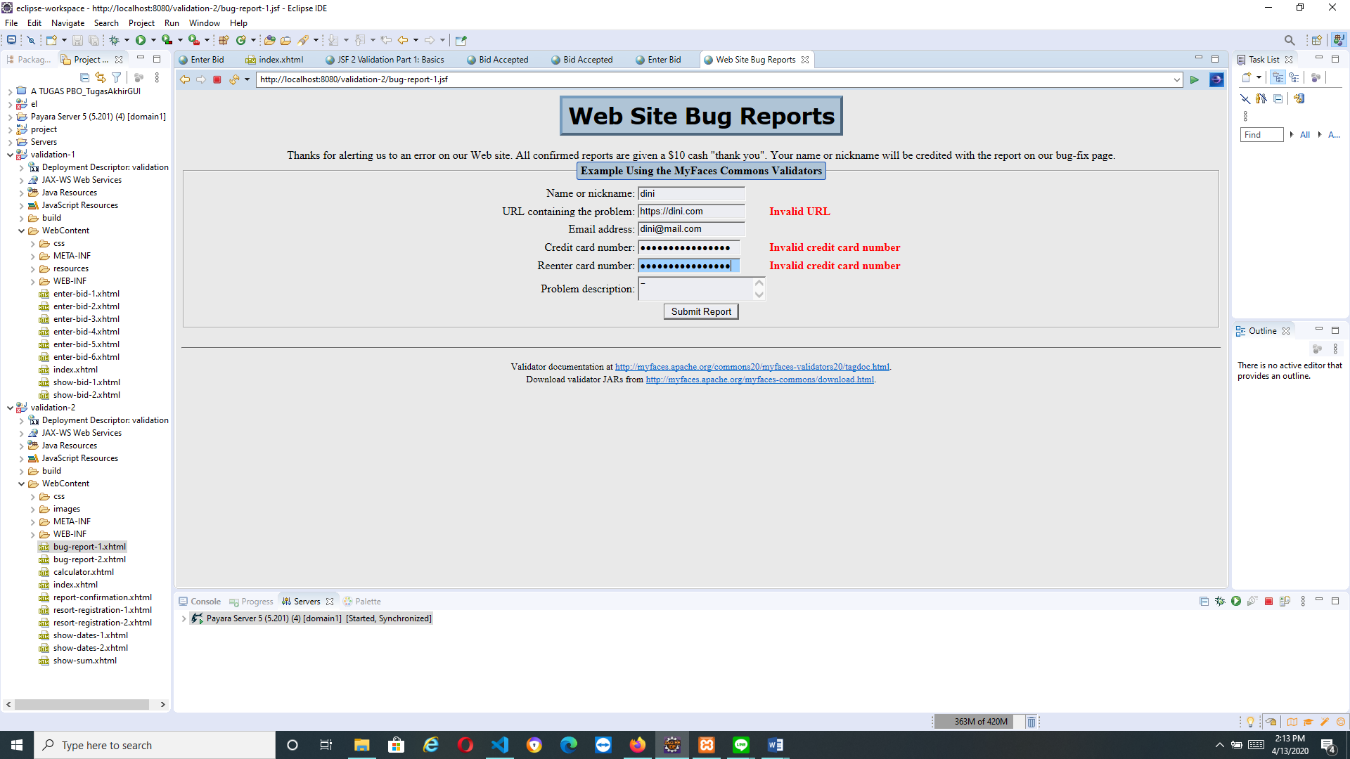 eclipse-workspace - http://localhost:8080/validation-2/bug-report-1.jsf - Eclipse IDE
File Edit Navigate Search Project Run Window Help
Packag... Project ...
A TUGAS PBO_TugasAkhirGUI
el
Payara Server 5 (5.201) (4) [domain1]
project
Servers
validation-1
Deployment Descriptor: validation
JAX-WS Web Services
Java Resources
JavaScript Resources
build
WebContent
css
META-INF
resources
WEB-INF
enter-bid-1.xhtml
enter-bid-2.xhtml
enter-bid-3.xhtml
enter-bid-4.xhtml
enter-bid-5.xhtml
enter-bid-6.xhtml
index.xhtml
show-bid-1.xhtml
show-bid-2.xhtml
validation-2
Deployment Descriptor: validation
JAX-WS Web Services
Java Resources
JavaScript Resources
build
WebContent
css
images
META-INF
WEB-INF
bug-report-1.xhtml
bug-report-2.xhtml
calculator.xhtml
index.xhtml
report-confirmation.xhtml
resort-registration-1.xhtml
resort-registration-2.xhtml
show-dates-1.xhtml
show-dates-2.xhtml
show-sum.xhtml
Enter Bid index.xhtml JSF 2 Validation Part 1: Basics Bid Accepted Bid Accepted Enter Bid Web Site Bug Reports
http://localhost:8080/validation-2/bug-report-1.jsf
Web Site Bug Reports
Thanks for alerting us to an error on our Web site. All confirmed reports are given a $10 cash "thank you". Your name or nickname will be credited with the report on our bug-fix page.
Example Using the MyFaces Commons Validators
Name or nickname: dini
URL containing the problem: https://dini.com Invalid URL
Email address: dini@mail.com
Credit card number: ●●●●●●●●●●●●●●●● Invalid credit card number
Reenter card number: ●●●●●●●●●●●●●●●● Invalid credit card number
Problem description: -
Submit Report
Validator documentation at http://myfaces.apache.org/commons20/myfaces-validators20/tagdoc.html.
Download validator JARs from http://myfaces.apache.org/myfaces-commons/download.html.
Console Progress Servers Palette
Payara Server 5 (5.201) (4) [domain1] [Started, Synchronized]
Task List
Find All A...
Outline
There is no active editor that
provides an outline.
363M of 420M
Type here to search
2:13 PM
4/13/2020
4